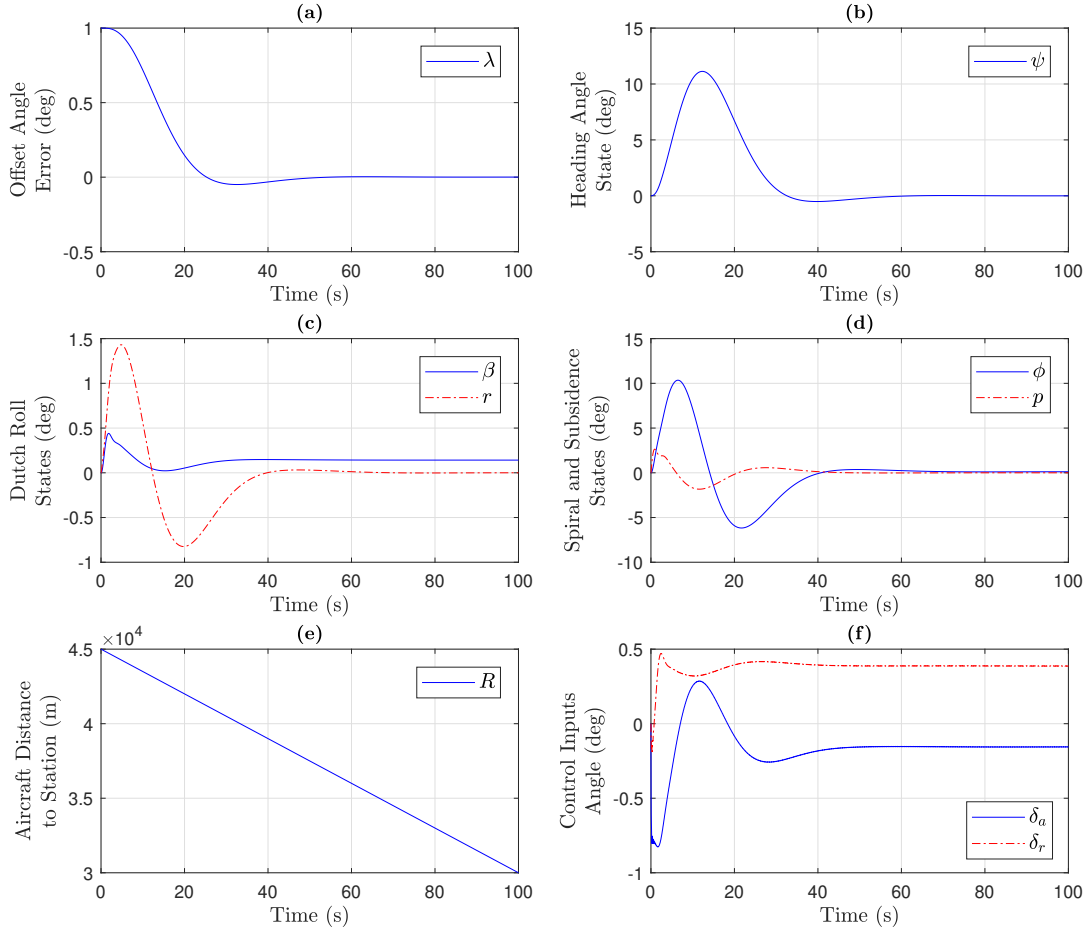 (a)
Offset Angle
Error (deg)
1
0.5
0
-0.5
λ
0 20 40 60 80 100
Time (s)
(b)
Heading Angle
State (deg)
15
10
5
0
-5
ψ
0 20 40 60 80 100
Time (s)
(c)
Dutch Roll
States (deg)
1.5
1
0.5
0
-0.5
-1
β
r
0 20 40 60 80 100
Time (s)
(d)
Spiral and Subsidence
States (deg)
15
10
5
0
-5
-10
ϕ
p
0 20 40 60 80 100
Time (s)
(e)
Aircraft Distance
to Station (m)
×10⁴
4.5
4
3.5
3
R
0 20 40 60 80 100
Time (s)
(f)
Control Inputs
Angle (deg)
0.5
0
-0.5
-1
δₐ
δᵣ
0 20 40 60 80 100
Time (s)